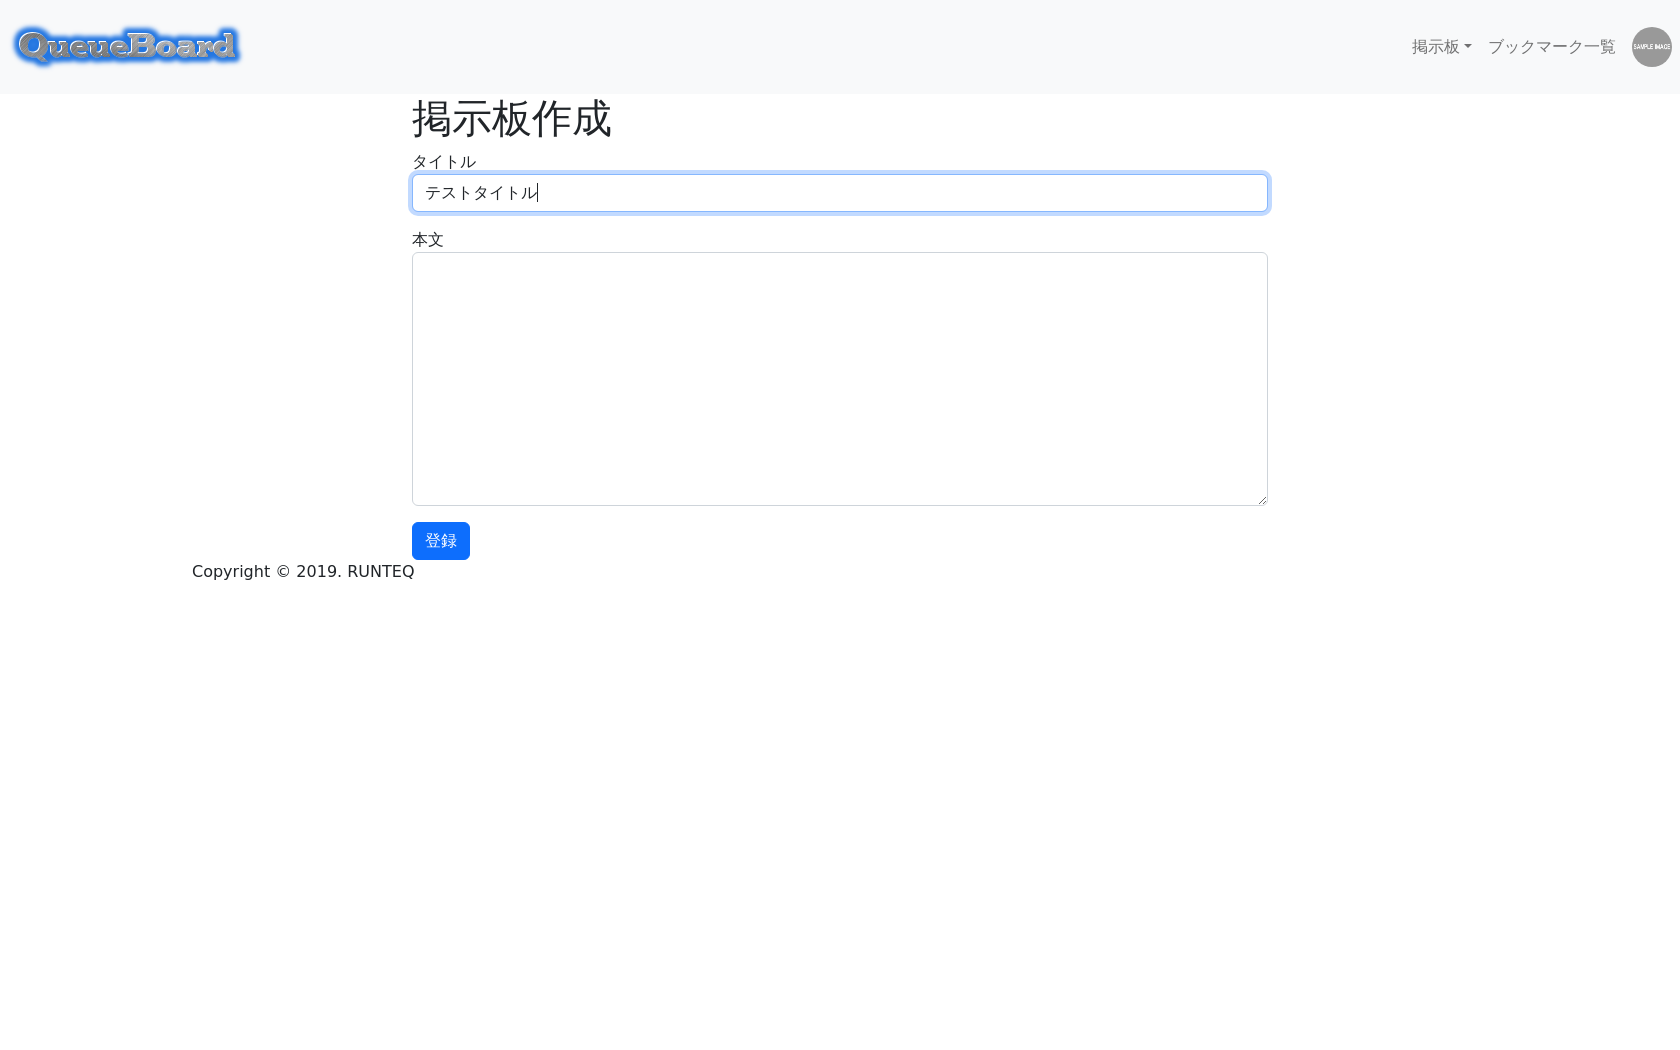 QueueBoard
掲示板 ブックマーク一覧 SAMPLE IMAGE
掲示板作成
タイトル
テストタイトル
本文
登録
Copyright © 2019. RUNTEQ